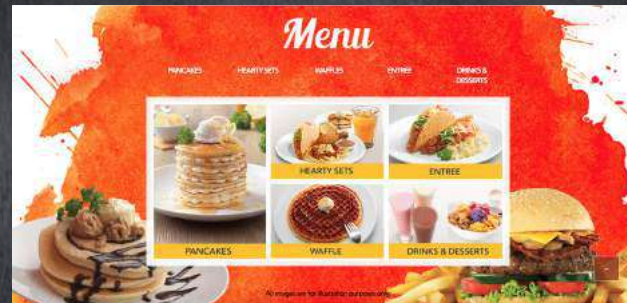 Menu
PANCAKES
HEARTY SETS
WAFFLES
ENTREE
DRINKS &
DESSERTS
HEARTY SETS
ENTREE
PANCAKES
WAFFLE
DRINKS & DESSERTS
All images are for illustration purposes only